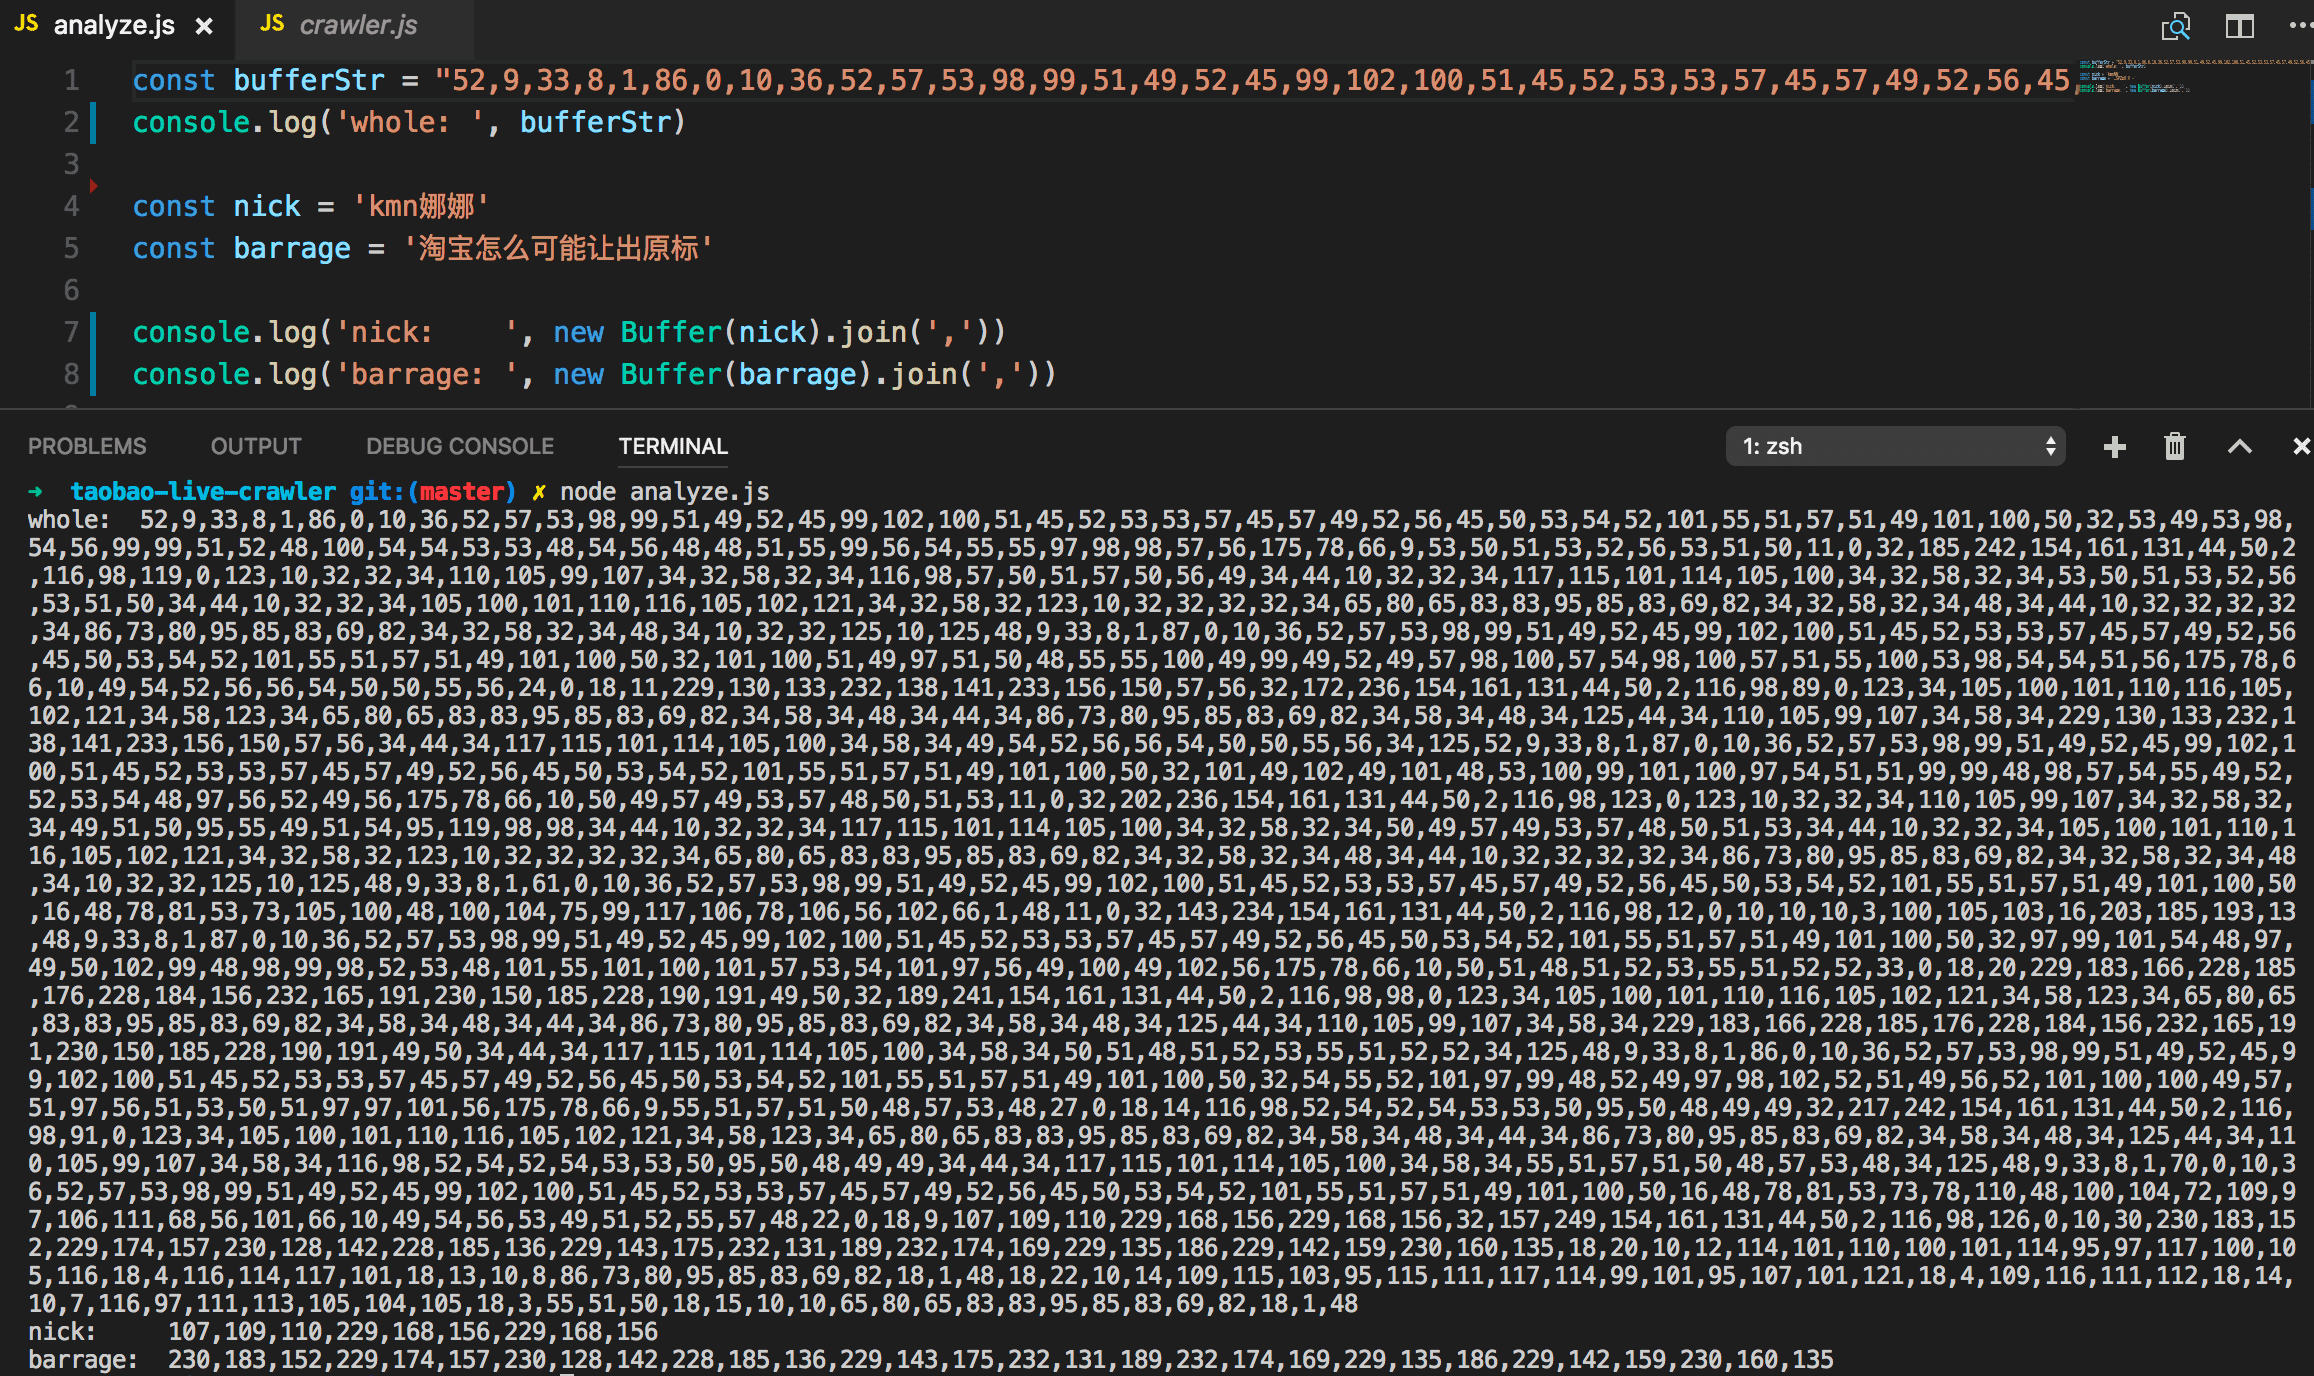 JS analyze.js × JS crawler.js
1 const bufferStr = "52,9,33,8,1,86,0,10,36,52,57,53,98,99,51,49,52,45,99,102,100,51,45,52,53,53,57,45,57,49,52,56,45,
2 console.log('whole: ', bufferStr)
3
4 const nick = 'kmn娜娜'
5 const barrage = '淘宝怎么可能让出原标'
6
7 console.log('nick:    ', new Buffer(nick).join(','))
8 console.log('barrage: ', new Buffer(barrage).join(','))
PROBLEMS OUTPUT DEBUG CONSOLE TERMINAL 1: zsh
➜ taobao-live-crawler git:(master) ✗ node analyze.js
whole:  52,9,33,8,1,86,0,10,36,52,57,53,98,99,51,49,52,45,99,102,100,51,45,52,53,53,57,45,57,49,52,56,45,50,53,54,52,101,55,51,57,51,49,101,100,50,32,53,49,53,98,
54,56,99,99,51,52,48,100,54,54,53,53,48,54,56,48,48,51,55,99,56,54,55,55,97,98,98,57,56,175,78,66,9,53,50,51,53,52,56,53,51,50,11,0,32,185,242,154,161,131,44,50,2
,116,98,119,0,123,10,32,32,34,110,105,99,107,34,32,58,32,34,116,98,57,50,51,57,50,56,49,34,44,10,32,32,34,117,115,101,114,105,100,34,32,58,32,34,53,50,51,53,52,56
,53,51,50,34,44,10,32,32,34,105,100,101,110,116,105,102,121,34,32,58,32,123,10,32,32,32,32,34,65,80,65,83,83,95,85,83,69,82,34,32,58,32,34,48,34,44,10,32,32,32,32
,34,86,73,80,95,85,83,69,82,34,32,58,32,34,48,34,10,32,32,125,10,125,48,9,33,8,1,87,0,10,36,52,57,53,98,99,51,49,52,45,99,102,100,51,45,52,53,53,57,45,57,49,52,56
,45,50,53,54,52,101,55,51,57,51,49,101,100,50,32,101,100,51,49,97,51,50,48,55,55,100,49,99,49,52,49,57,98,100,57,54,98,100,57,51,55,100,53,98,54,54,51,56,175,78,6
6,10,49,54,52,56,56,54,50,50,55,56,24,0,18,11,229,130,133,232,138,141,233,156,150,57,56,32,172,236,154,161,131,44,50,2,116,98,89,0,123,34,105,100,101,110,116,105,
102,121,34,58,123,34,65,80,65,83,83,95,85,83,69,82,34,58,34,48,34,44,34,86,73,80,95,85,83,69,82,34,58,34,48,34,125,44,34,110,105,99,107,34,58,34,229,130,133,232,1
38,141,233,156,150,57,56,34,44,34,117,115,101,114,105,100,34,58,34,49,54,52,56,56,54,50,50,55,56,34,125,52,9,33,8,1,87,0,10,36,52,57,53,98,99,51,49,52,45,99,102,1
00,51,45,52,53,53,57,45,57,49,52,56,45,50,53,54,52,101,55,51,57,51,49,101,100,50,32,101,49,102,49,101,48,53,100,99,101,100,97,54,51,51,99,99,48,98,57,54,55,49,52,
52,53,54,48,97,56,52,49,56,175,78,66,10,50,49,57,49,53,57,48,50,51,53,11,0,32,202,236,154,161,131,44,50,2,116,98,123,0,123,10,32,32,34,110,105,99,107,34,32,58,32,
34,49,51,50,95,55,49,51,54,95,119,98,98,34,44,10,32,32,34,117,115,101,114,105,100,34,32,58,32,34,50,49,57,49,53,57,48,50,51,53,34,44,10,32,32,34,105,100,101,110,1
16,105,102,121,34,32,58,32,123,10,32,32,32,32,34,65,80,65,83,83,95,85,83,69,82,34,32,58,32,34,48,34,44,10,32,32,32,32,34,86,73,80,95,85,83,69,82,34,32,58,32,34,48
,34,10,32,32,125,10,125,48,9,33,8,1,61,0,10,36,52,57,53,98,99,51,49,52,45,99,102,100,51,45,52,53,53,57,45,57,49,52,56,45,50,53,54,52,101,55,51,57,51,49,101,100,50
,16,48,78,81,53,73,105,100,48,100,104,75,99,117,106,78,106,56,102,66,1,48,11,0,32,143,234,154,161,131,44,50,2,116,98,12,0,10,10,10,3,100,105,103,16,203,185,193,13
,48,9,33,8,1,87,0,10,36,52,57,53,98,99,51,49,52,45,99,102,100,51,45,52,53,53,57,45,57,49,52,56,45,50,53,54,52,101,55,51,57,51,49,101,100,50,32,97,99,101,54,48,97,
49,50,102,99,48,98,99,98,52,53,48,101,55,101,100,101,57,53,54,101,97,56,49,100,49,102,56,175,78,66,10,50,51,48,51,52,53,55,51,52,52,33,0,18,20,229,183,166,228,185
,176,228,184,156,232,165,191,230,150,185,228,190,191,49,50,32,189,241,154,161,131,44,50,2,116,98,98,0,123,34,105,100,101,110,116,105,102,121,34,58,123,34,65,80,65
,83,83,95,85,83,69,82,34,58,34,48,34,44,34,86,73,80,95,85,83,69,82,34,58,34,48,34,125,44,34,110,105,99,107,34,58,34,229,183,166,228,185,176,228,184,156,232,165,19
1,230,150,185,228,190,191,49,50,34,44,34,117,115,101,114,105,100,34,58,34,50,51,48,51,52,53,55,51,52,52,34,125,48,9,33,8,1,86,0,10,36,52,57,53,98,99,51,49,52,45,9
9,102,100,51,45,52,53,53,57,45,57,49,52,56,45,50,53,54,52,101,55,51,57,51,49,101,100,50,32,54,55,52,101,97,99,48,52,49,97,98,102,52,51,49,56,52,101,100,100,49,57,
51,97,56,51,53,50,51,97,97,101,56,175,78,66,9,55,51,57,51,50,48,57,53,48,27,0,18,14,116,98,52,54,52,54,53,53,50,95,50,48,49,49,32,217,242,154,161,131,44,50,2,116,
98,91,0,123,34,105,100,101,110,116,105,102,121,34,58,123,34,65,80,65,83,83,95,85,83,69,82,34,58,34,48,34,44,34,86,73,80,95,85,83,69,82,34,58,34,48,34,125,44,34,11
0,105,99,107,34,58,34,116,98,52,54,52,54,53,53,50,95,50,48,49,49,34,44,34,117,115,101,114,105,100,34,58,34,55,51,57,51,50,48,57,53,48,34,125,48,9,33,8,1,70,0,10,3
6,52,57,53,98,99,51,49,52,45,99,102,100,51,45,52,53,53,57,45,57,49,52,56,45,50,53,54,52,101,55,51,57,51,49,101,100,50,16,48,78,81,53,73,78,110,48,100,104,72,109,9
7,106,111,68,56,101,66,10,49,54,56,53,49,51,52,55,57,48,22,0,18,9,107,109,110,229,168,156,229,168,156,32,157,249,154,161,131,44,50,2,116,98,126,0,10,30,230,183,15
2,229,174,157,230,128,142,228,185,136,229,143,175,232,131,189,232,174,169,229,135,186,229,142,159,230,160,135,18,20,10,12,114,101,110,100,101,114,95,97,117,100,10
5,116,18,4,116,114,117,101,18,13,10,8,86,73,80,95,85,83,69,82,18,1,48,18,22,10,14,109,115,103,95,115,111,117,114,99,101,95,107,101,121,18,4,109,116,111,112,18,14,
10,7,116,97,111,113,105,104,105,18,3,55,51,50,18,15,10,10,65,80,65,83,83,95,85,83,69,82,18,1,48
nick:     107,109,110,229,168,156,229,168,156
barrage:  230,183,152,229,174,157,230,128,142,228,185,136,229,143,175,232,131,189,232,174,169,229,135,186,229,142,159,230,160,135